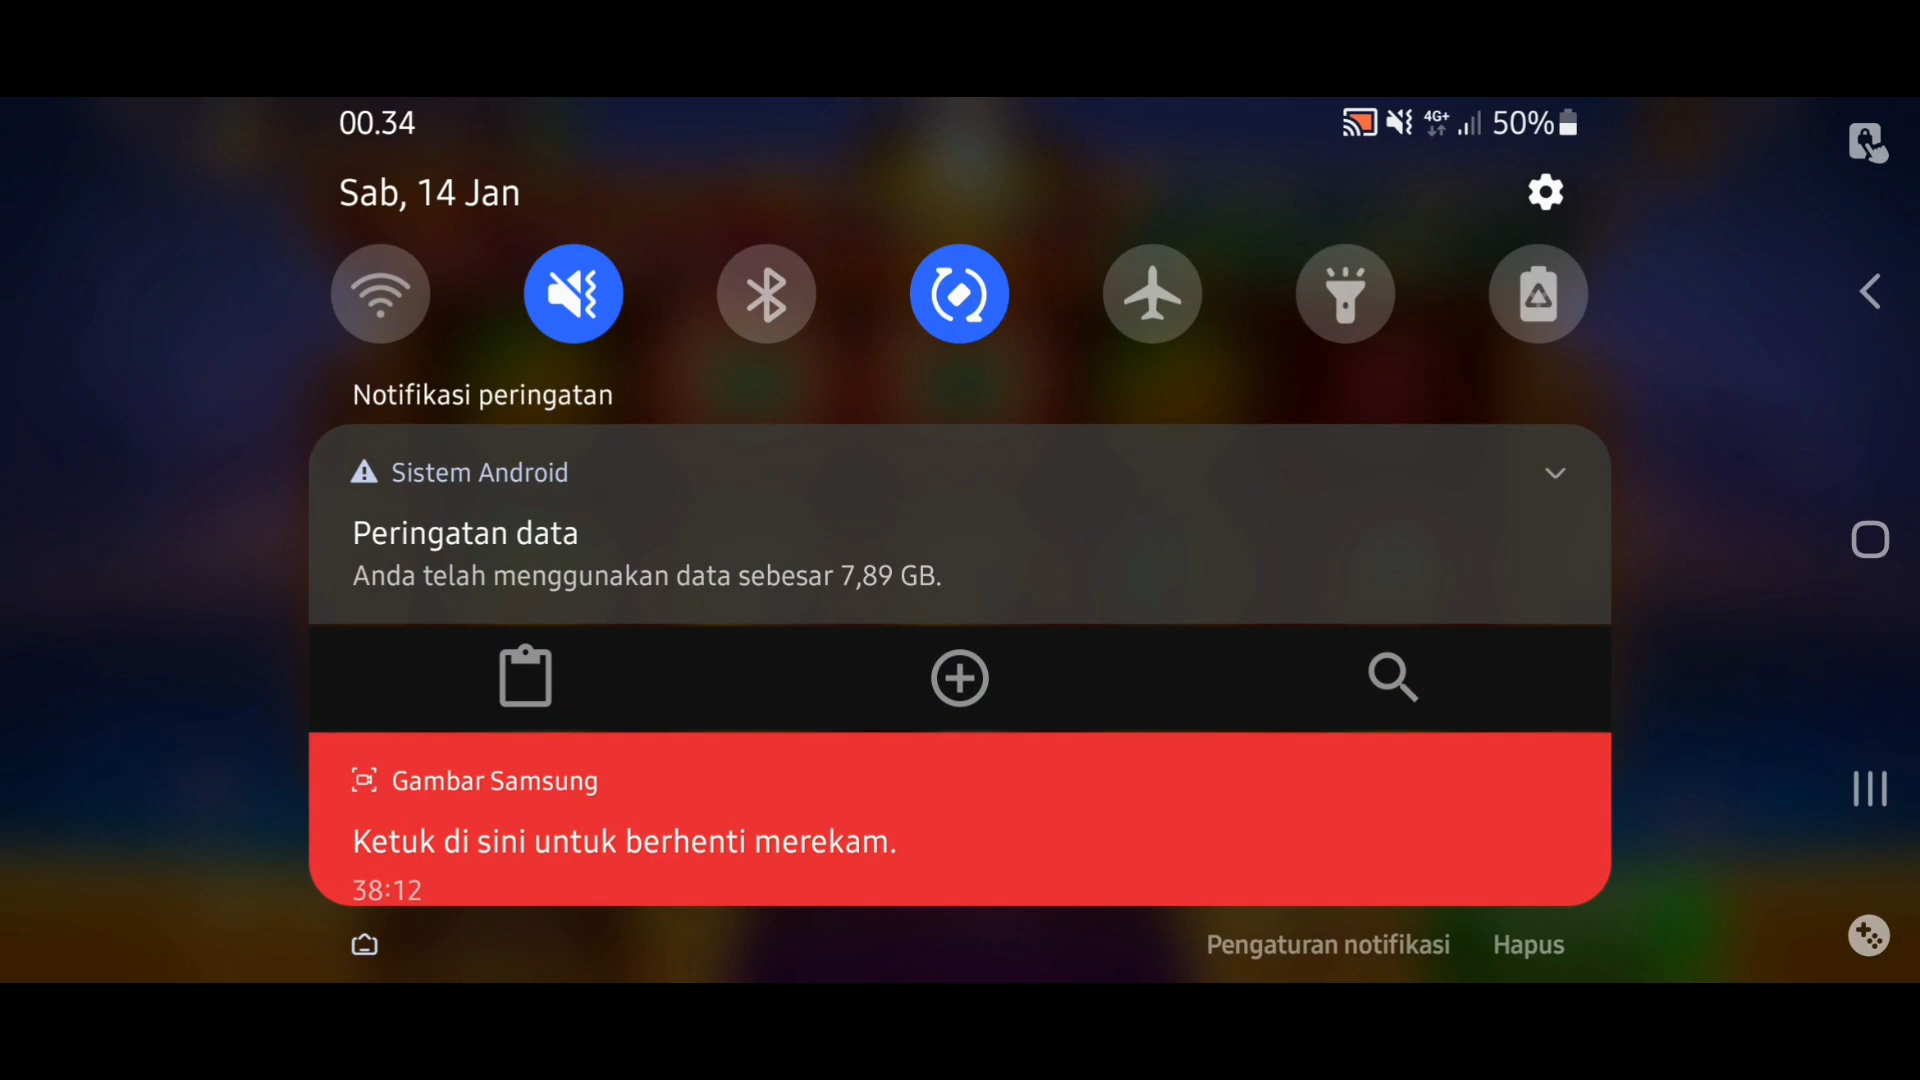 00.34
4G+ 50%
Sab, 14 Jan
Notifikasi peringatan
Sistem Android
Peringatan data
Anda telah menggunakan data sebesar 7,89 GB.
Gambar Samsung
Ketuk di sini untuk berhenti merekam.
38:12
Pengaturan notifikasi Hapus